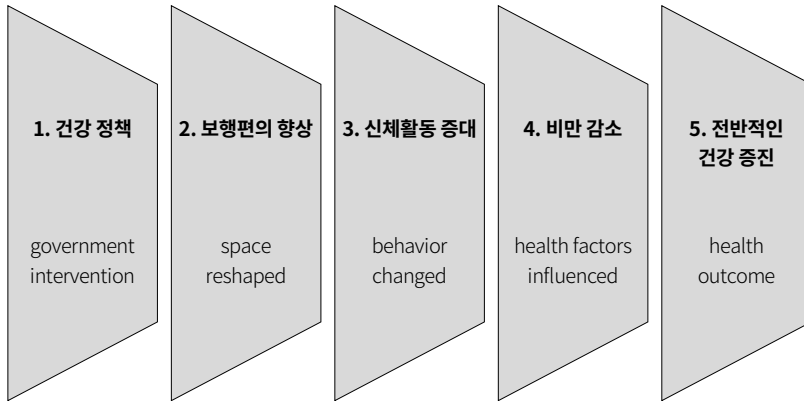 1. 건강 정책
government
intervention
2. 보행편의 향상
space
reshaped
3. 신체활동 증대
behavior
changed
4. 비만 감소
health factors
influenced
5. 전반적인
건강 증진
health
outcome